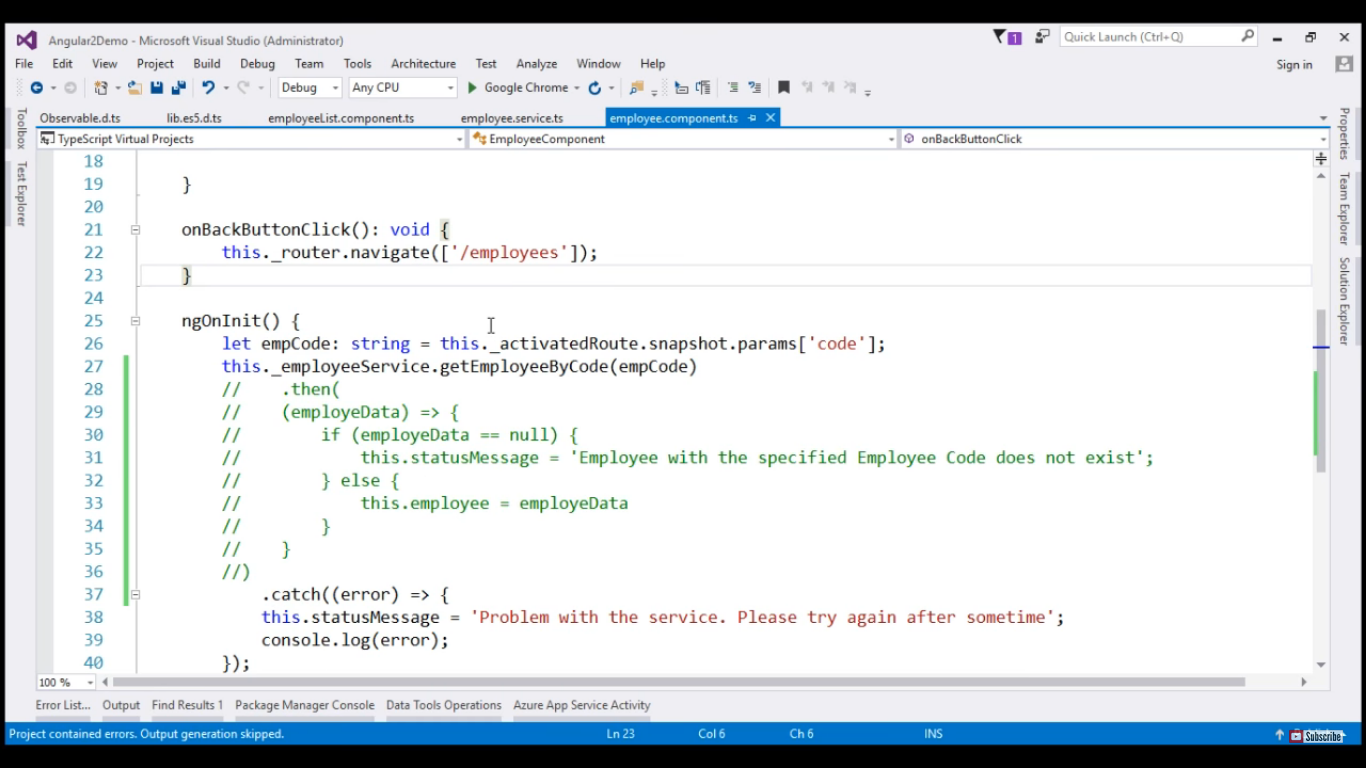 Angular2Demo - Microsoft Visual Studio (Administrator)
1
Quick Launch (Ctrl+Q)
File Edit View Project Build Debug Team Tools Architecture Test Analyze Window Help
Sign in
Debug Any CPU Google Chrome
Observable.d.ts lib.es5.d.ts employeeList.component.ts employee.service.ts employee.component.ts
TypeScript Virtual Projects EmployeeComponent onBackButtonClick
Toolbox
Test Explorer
Properties
Team Explorer
Solution Explorer
18
19 }
20
21 onBackButtonClick(): void {
22 this._router.navigate(['/employees']);
23 }
24
25 ngOnInit() {
26 let empCode: string = this._activatedRoute.snapshot.params['code'];
27 this._employeeService.getEmployeeByCode(empCode)
28 // .then(
29 // (employeData) => {
30 // if (employeData == null) {
31 // this.statusMessage = 'Employee with the specified Employee Code does not exist';
32 // } else {
33 // this.employee = employeData
34 // }
35 // }
36 //)
37 .catch((error) => {
38 this.statusMessage = 'Problem with the service. Please try again after sometime';
39 console.log(error);
40 });
100 %
Error List... Output Find Results 1 Package Manager Console Data Tools Operations Azure App Service Activity
Project contained errors. Output generation skipped. Ln 23 Col 6 Ch 6 INS
Subscribe